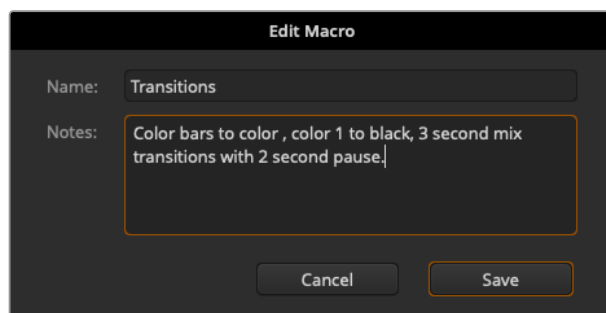 Edit Macro
Name: Transitions
Notes: Color bars to color , color 1 to black, 3 second mix
transitions with 2 second pause.
Cancel Save